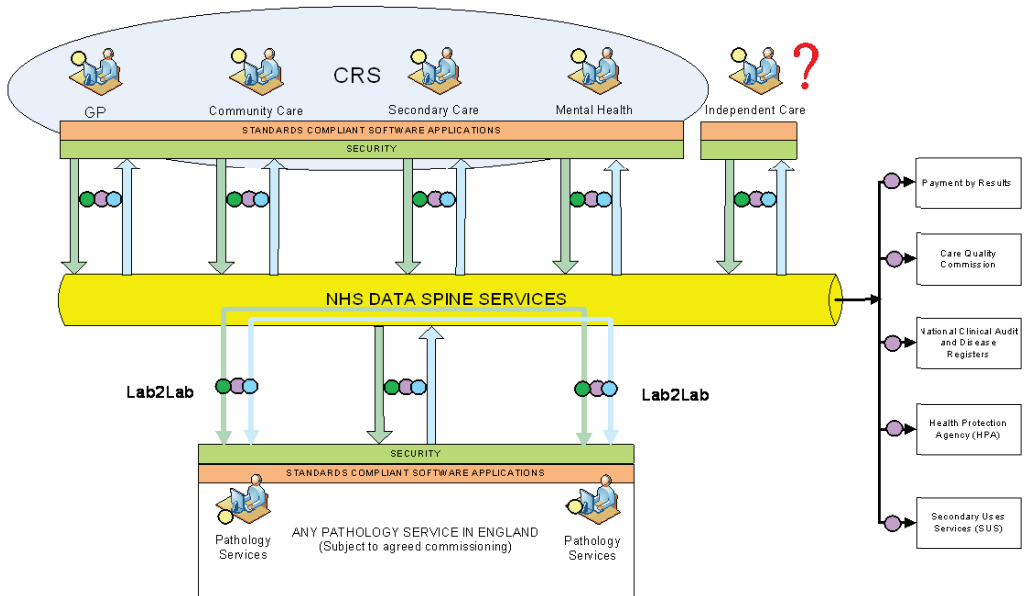 CRS
GP
Community Care
Secondary Care
Mental Health
Independent Care
?
STANDARDS COMPLIANT SOFTWARE APPLICATIONS
SECURITY
NHS DATA SPINE SERVICES
Lab2Lab
Lab2Lab
SECURITY
STANDARDS COMPLIANT SOFTWARE APPLICATIONS
Pathology
Services
ANY PATHOLOGY SERVICE IN ENGLAND
(Subject to agreed commissioning)
Pathology
Services
Payment by
Results
Care Quality
Commission
National Clinical Audit
and Disease
Registers
Health Protection
Agency (HPA)
Secondary Uses
Services (SUS)